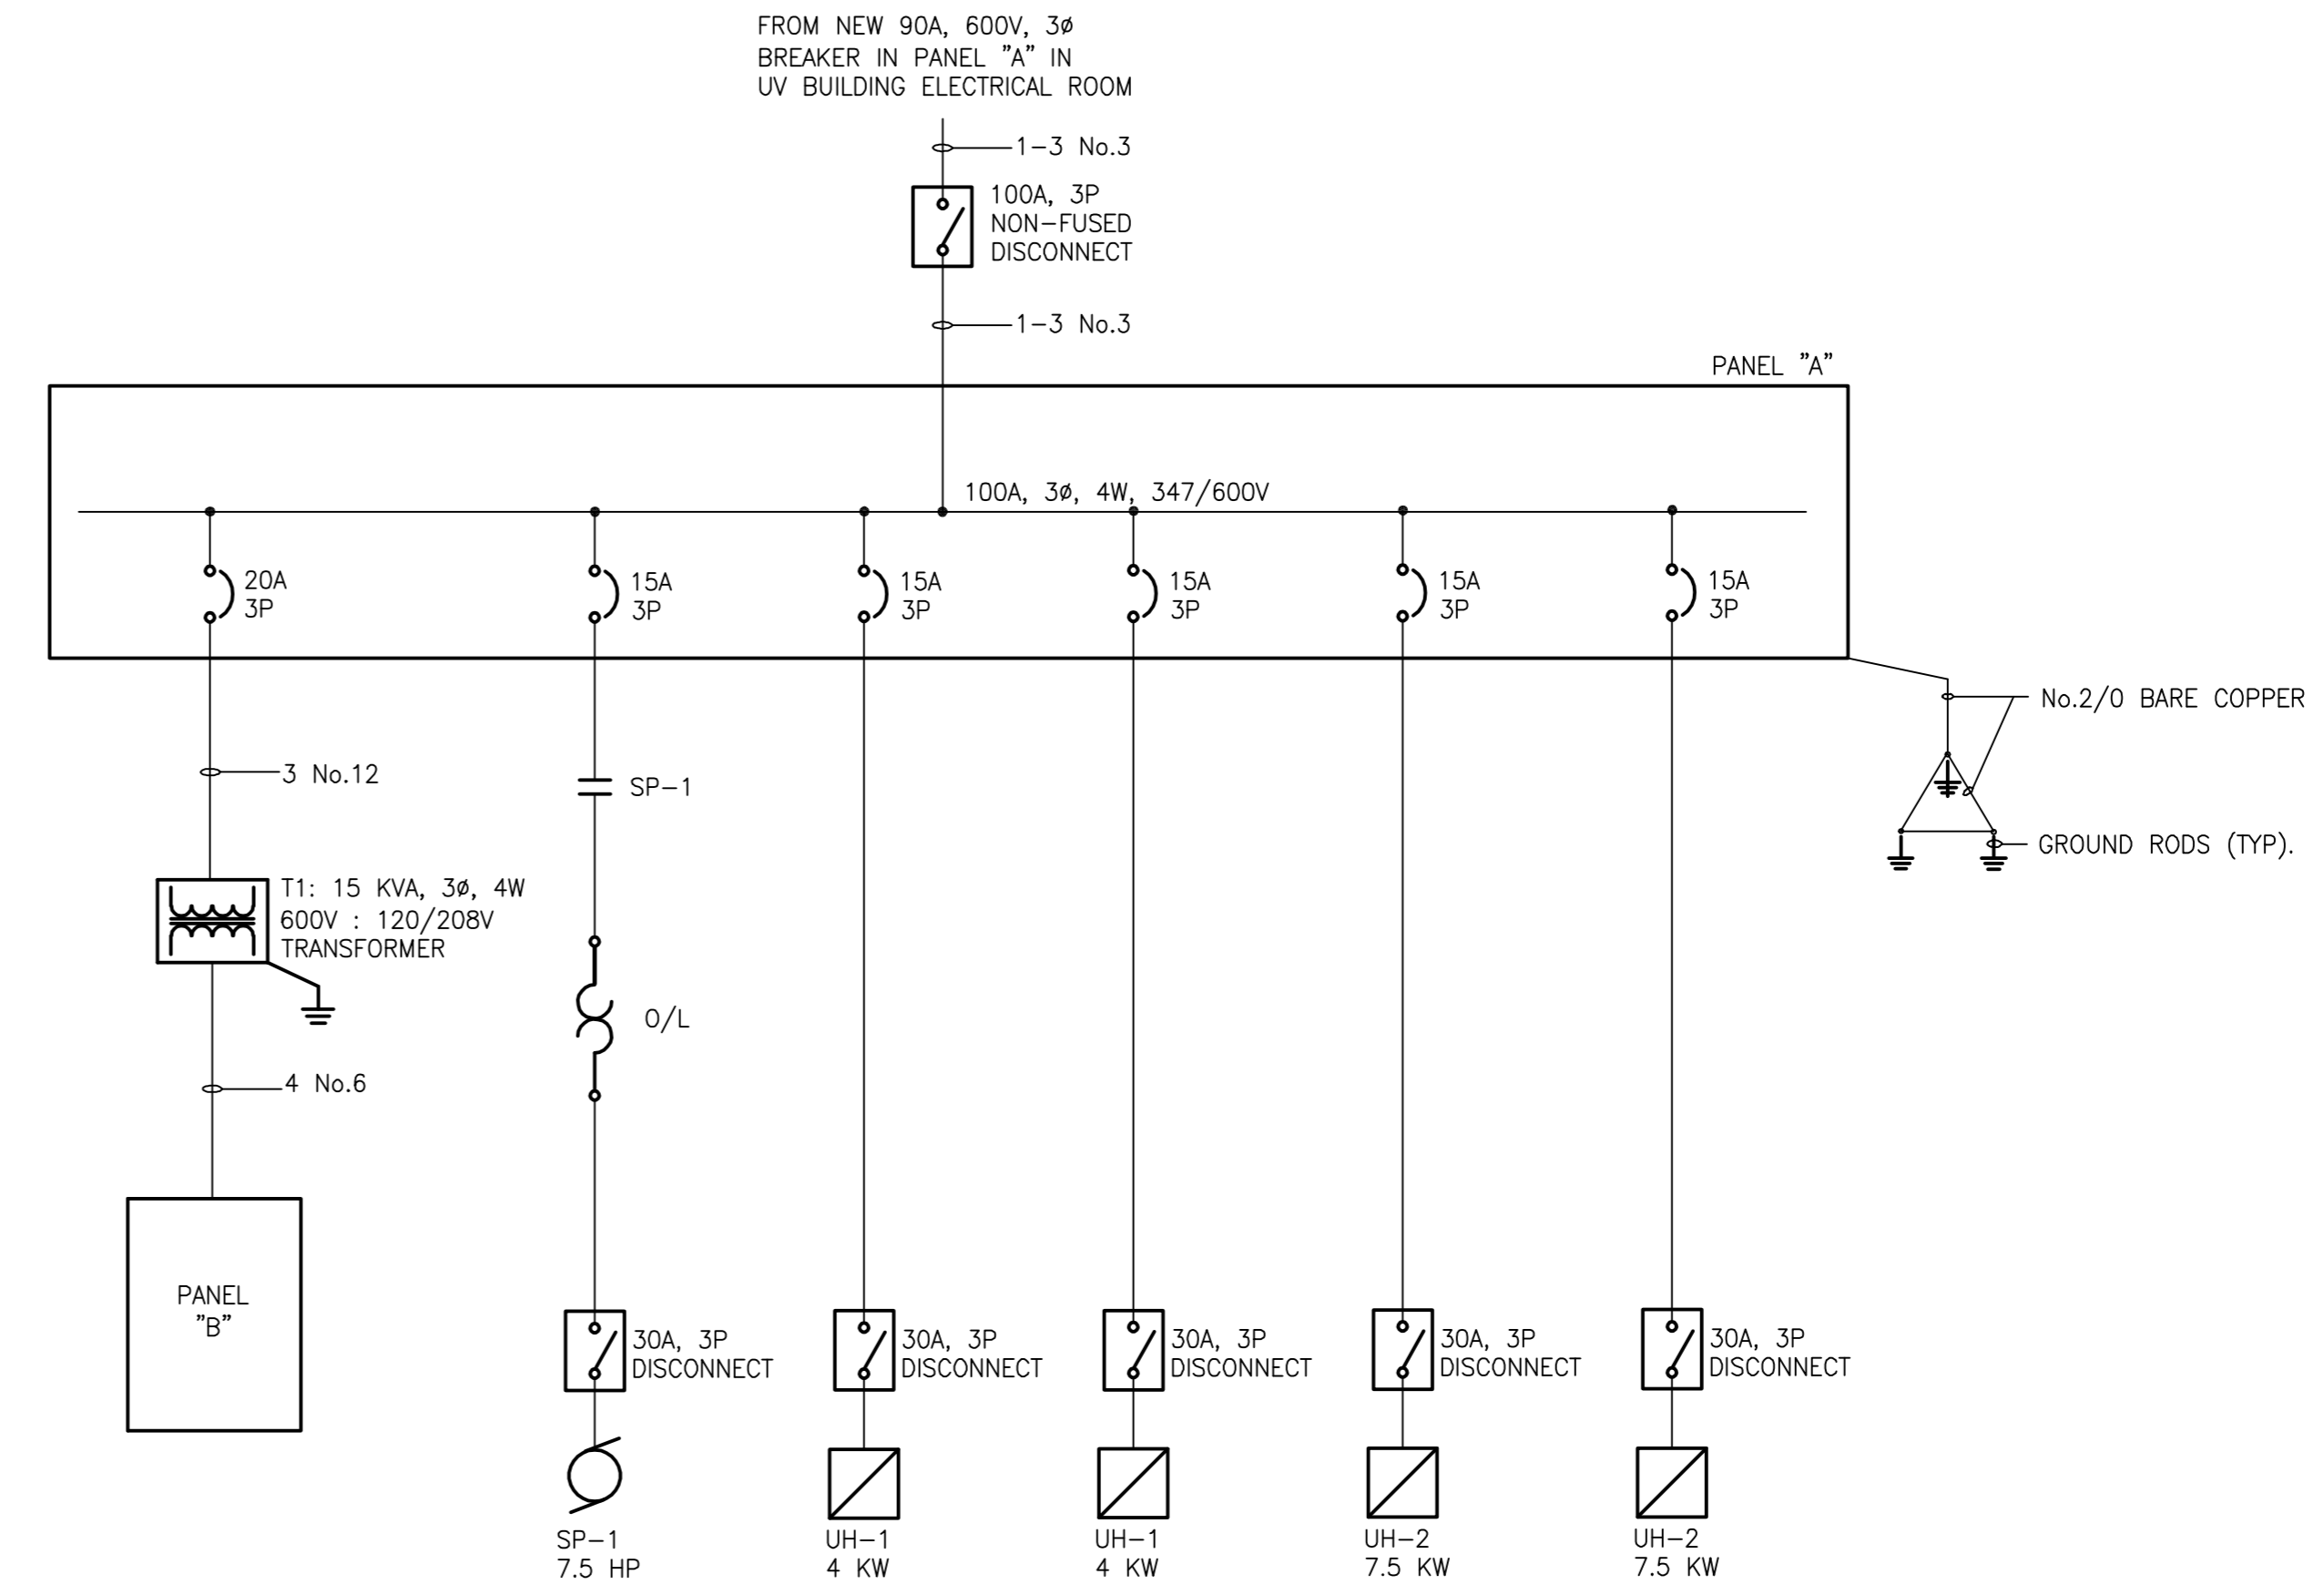 FROM NEW 90A, 600V, 3ø
BREAKER IN PANEL "A" IN
UV BUILDING ELECTRICAL ROOM
1-3 No.3
100A, 3P
NON-FUSED
DISCONNECT
1-3 No.3
PANEL "A"
100A, 3ø, 4W, 347/600V
20A
3P
15A
3P
15A
3P
15A
3P
15A
3P
15A
3P
No.2/0 BARE COPPER
GROUND RODS (TYP).
3 No.12
SP-1
T1: 15 KVA, 3ø, 4W
600V : 120/208V
TRANSFORMER
O/L
4 No.6
PANEL
"B"
30A, 3P
DISCONNECT
30A, 3P
DISCONNECT
30A, 3P
DISCONNECT
30A, 3P
DISCONNECT
30A, 3P
DISCONNECT
SP-1
7.5 HP
UH-1
4 KW
UH-1
4 KW
UH-2
7.5 KW
UH-2
7.5 KW